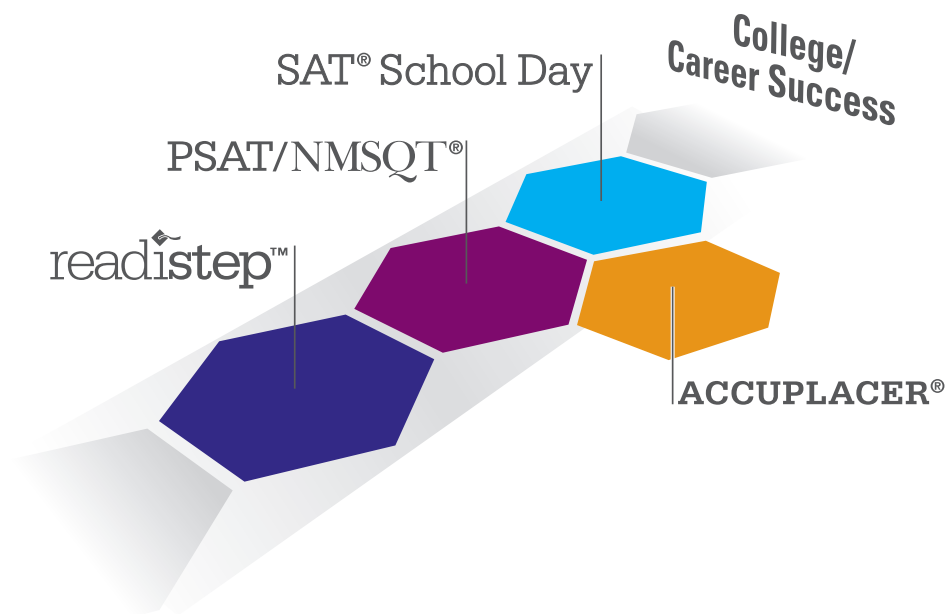 College/
Career Success
SAT® School Day
PSAT/NMSQT®
readistep™
ACCUPLACER®